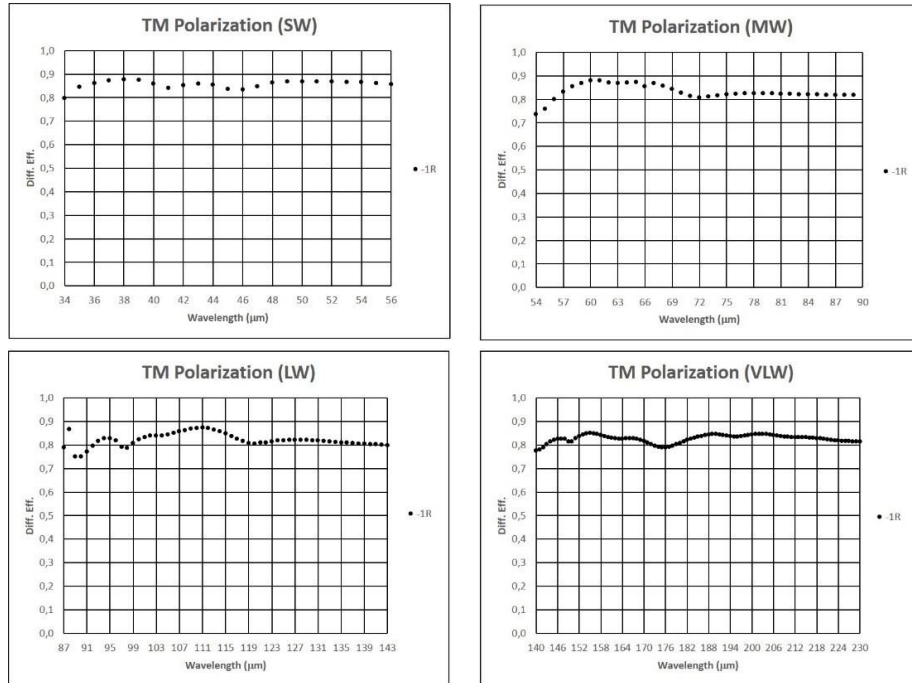 TM Polarization (SW)
1,0
0,9
0,8
0,7
0,6
0,5
0,4
0,3
0,2
0,1
0,0
Diff. Eff.
34 36 38 40 42 44 46 48 50 52 54 56
Wavelength (µm)
-1R
TM Polarization (MW)
1,0
0,9
0,8
0,7
0,6
0,5
0,4
0,3
0,2
0,1
0,0
Diff. Eff.
54 57 60 63 66 69 72 75 78 81 84 87 90
Wavelength (µm)
-1R
TM Polarization (LW)
1,0
0,9
0,8
0,7
0,6
0,5
0,4
0,3
0,2
0,1
0,0
Diff. Eff.
87 91 95 99 103 107 111 115 119 123 127 131 135 139 143
Wavelength (µm)
-1R
TM Polarization (VLW)
1,0
0,9
0,8
0,7
0,6
0,5
0,4
0,3
0,2
0,1
0,0
Diff. Eff.
140 146 152 158 164 170 176 182 188 194 200 206 212 218 224 230
Wavelength (µm)
-1R